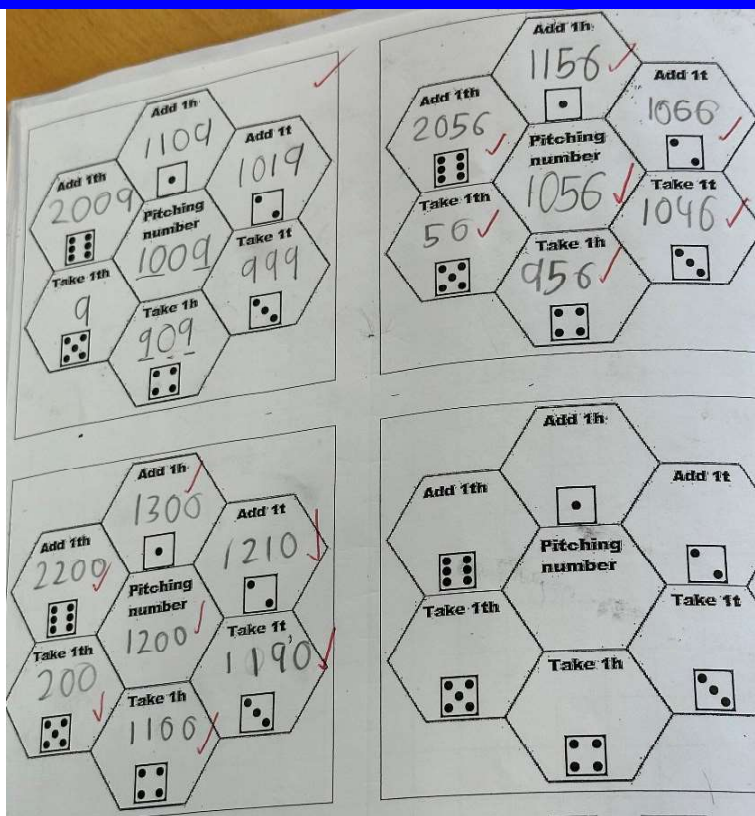 Add 1h
1109
Add 1th
2009
Add 1t
1019
Pitching
number
1009
Take 1th
9
Take 1t
999
Take 1h
909
Add 1h
1156
Add 1th
2056
Add 1t
1066
Pitching
number
1056
Take 1th
56
Take 1t
1046
Take 1h
956
Add 1h
1300
Add 1th
2200
Add 1t
1210
Pitching
number
1200
Take 1th
200
Take 1t
1190
Take 1h
1100
Add 1h
Add 1th
Add 1t
Pitching
number
Take 1th
Take 1t
Take 1h